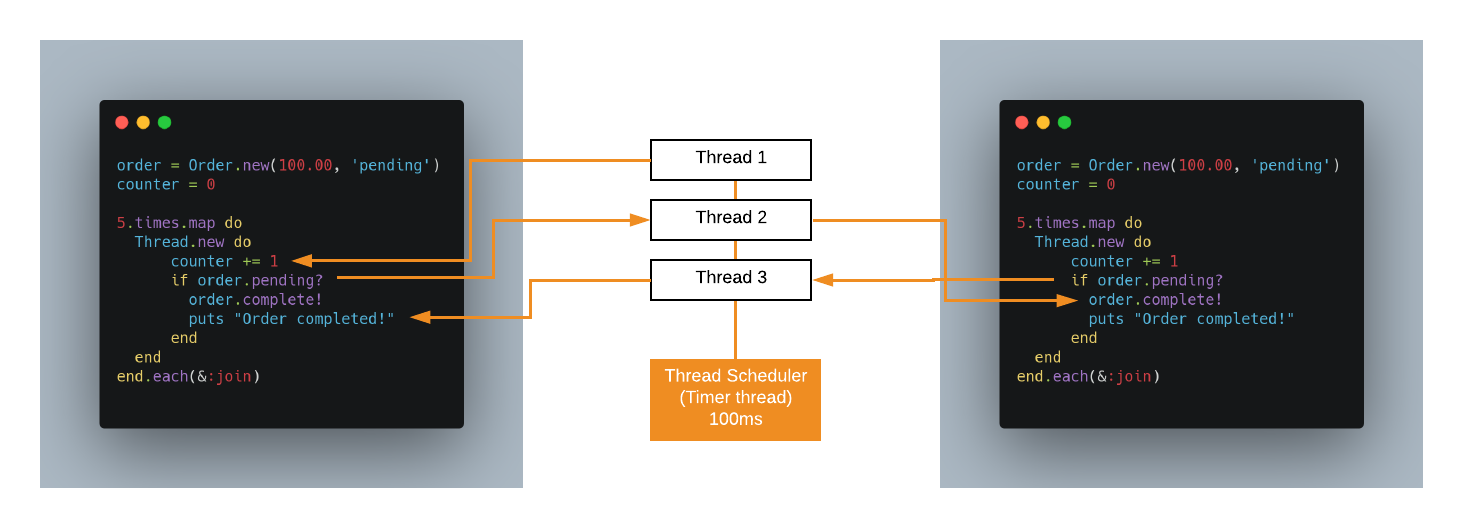 order = Order.new(100.00, 'pending')
counter = 0
5.times.map do
  Thread.new do
      counter += 1
      if order.pending?
        order.complete!
        puts "Order completed!"
      end
  end
end.each(&:join)
Thread 1
Thread 2
Thread 3
Thread Scheduler
(Timer thread)
100ms
order = Order.new(100.00, 'pending')
counter = 0
5.times.map do
  Thread.new do
      counter += 1
      if order.pending?
        order.complete!
        puts "Order completed!"
      end
  end
end.each(&:join)